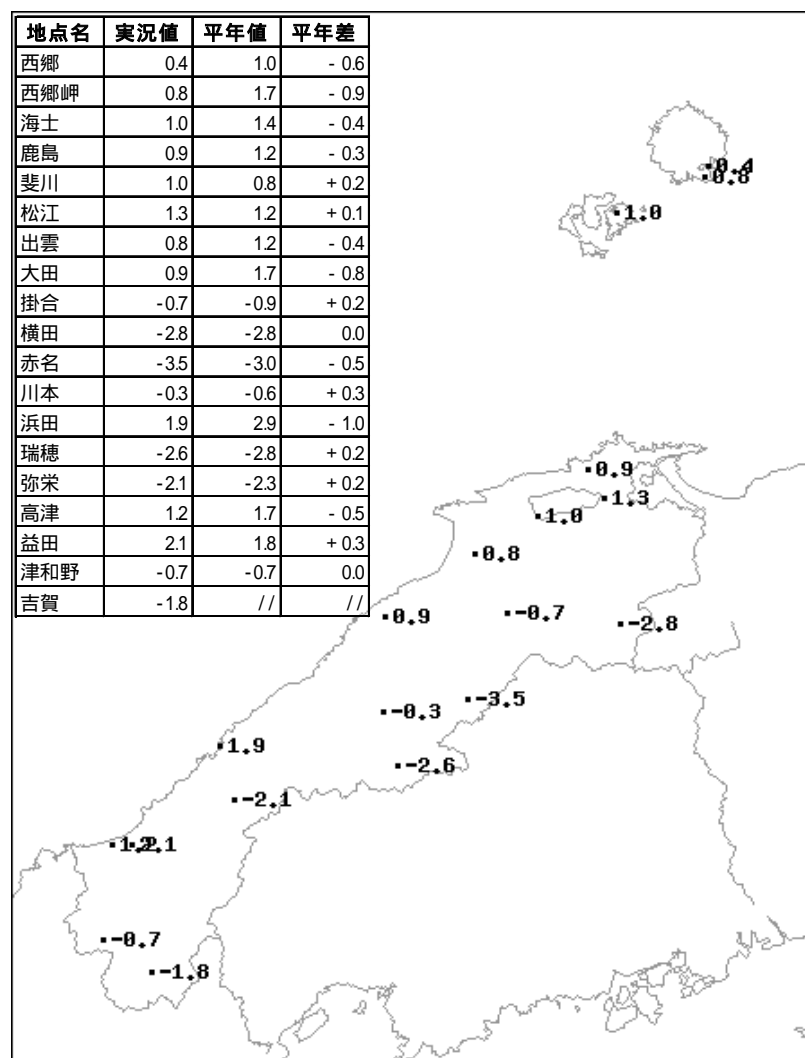 地点名 実況値 平年値 平年差
西郷 0.4 1.0 - 0.6
西郷岬 0.8 1.7 - 0.9
海士 1.0 1.4 - 0.4
鹿島 0.9 1.2 - 0.3
斐川 1.0 0.8 + 0.2
松江 1.3 1.2 + 0.1
出雲 0.8 1.2 - 0.4
大田 0.9 1.7 - 0.8
掛合 -0.7 -0.9 + 0.2
横田 -2.8 -2.8 0.0
赤名 -3.5 -3.0 - 0.5
川本 -0.3 -0.6 + 0.3
浜田 1.9 2.9 - 1.0
瑞穂 -2.6 -2.8 + 0.2
弥栄 -2.1 -2.3 + 0.2
高津 1.2 1.7 - 0.5
益田 2.1 1.8 + 0.3
津和野 -0.7 -0.7 0.0
吉賀 -1.8 // //
0.4
0.8
1.0
0.9
1.3
1.0
0.8
0.9 -0.7 -2.8
-3.5
-0.3
1.9
-2.6
-2.1
1.2 2.1
-0.7
-1.8